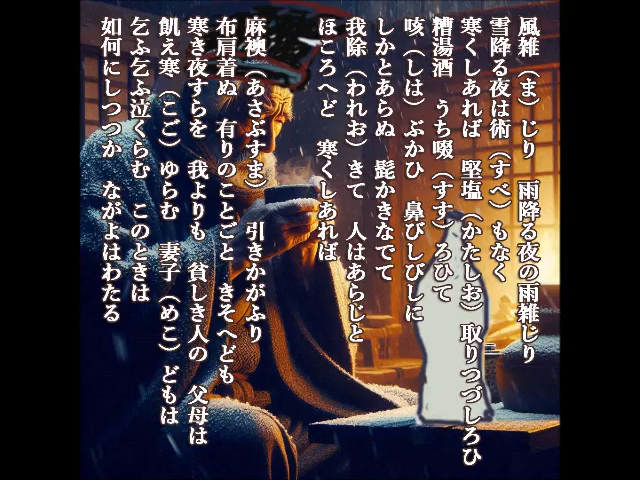 風雑（ま）じり　雨降る夜の雨雑じり
雪降る夜は術（すべ）もなく
寒くしあれば　堅塩（かたしお）取りつづしろひ
糟湯酒　うち啜（すす）ろひて
咳（しは）ぶかひ　鼻びしびしに
しかとあらぬ　髭かきなでて
我除（われお）きて　人はあらじと
ほころへど　寒くしあれば
麻襖（あさぶすま）　引きかがふり
布肩着ぬ　有りのことごと　きそへども
寒き夜すらを　我よりも　貧しき人の　父母は
飢え寒（こご）ゆらむ　妻子（めこ）どもは
乞ふ乞ふ泣くらむ　このときは
如何にしつつか　ながよはわたる